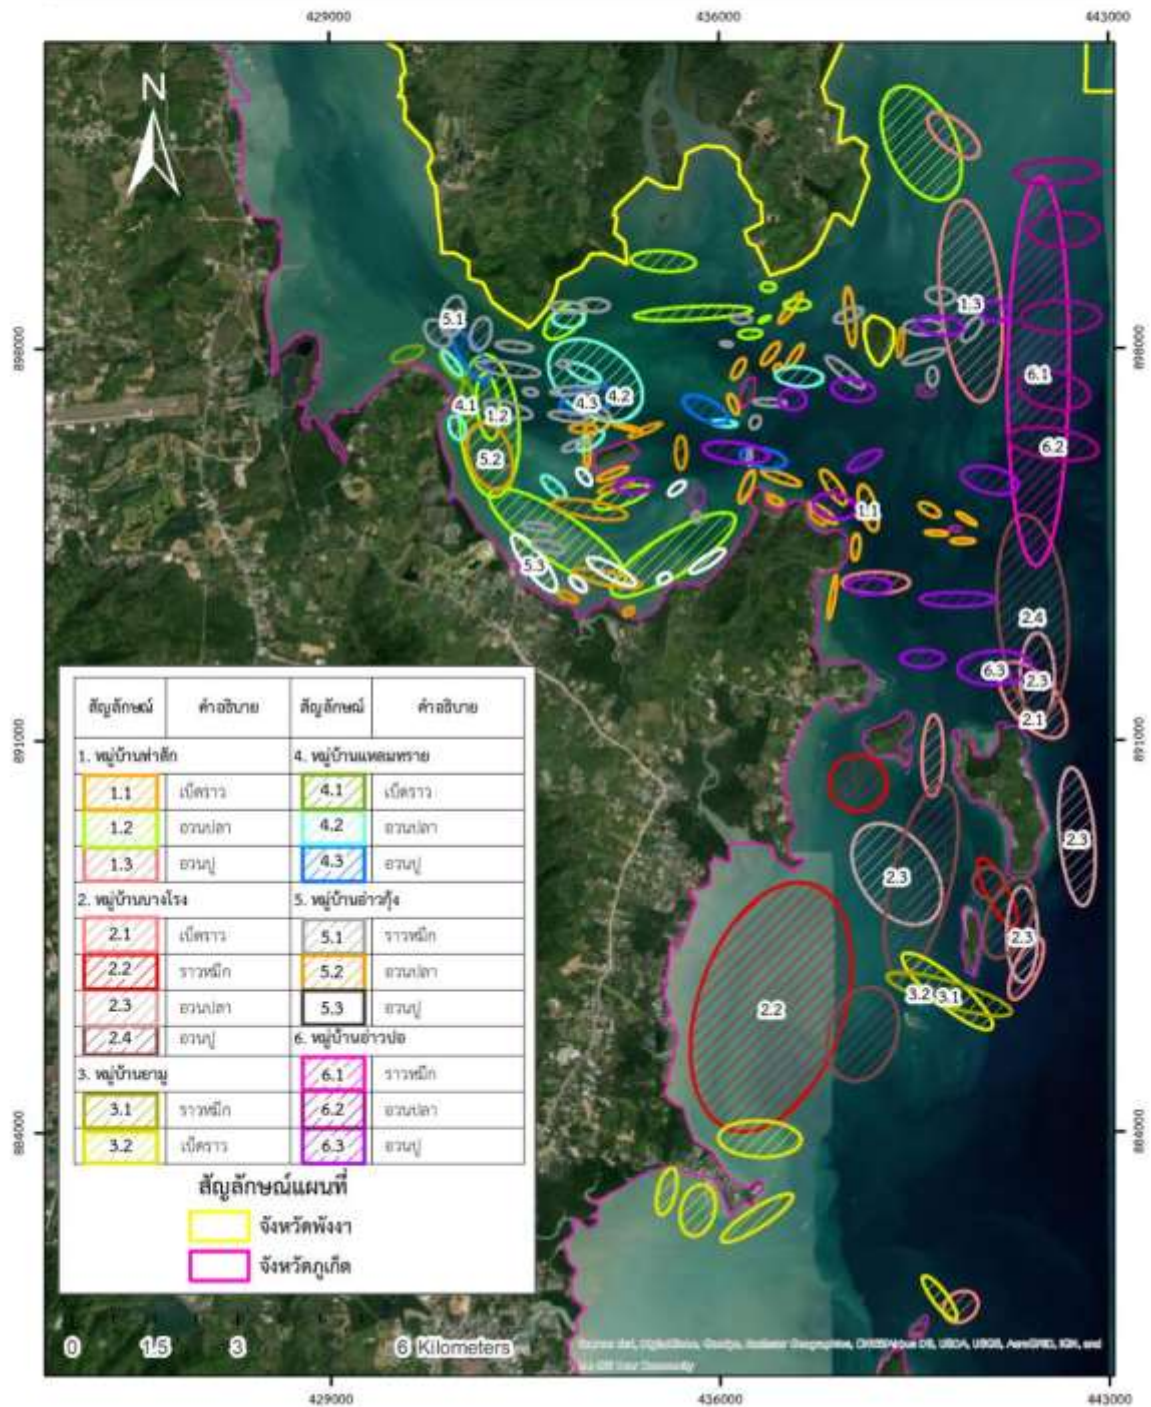 429000 436000 443000
N
898000 898000
891000 891000
884000 884000
1.3
5.1
6.1
4.1 4.3 4.2
1.2
6.2
5.2
1.1
5.3
2.4
6.3 2.3
2.1
2.3
2.3
2.3
3.2 3.1
2.2
สัญลักษณ์ คำอธิบาย สัญลักษณ์ คำอธิบาย
1. หมู่บ้านท่าสัก 4. หมู่บ้านแหลมทราย
1.1 เบ็ดราว 4.1 เบ็ดราว
1.2 อวนปลา 4.2 อวนปลา
1.3 อวนปู 4.3 อวนปู
2. หมู่บ้านบางโรง 5. หมู่บ้านอ่าวกุ้ง
2.1 เบ็ดราว 5.1 ราวหมึก
2.2 ราวหมึก 5.2 อวนปลา
2.3 อวนปลา 5.3 อวนปู
2.4 อวนปู 6. หมู่บ้านอ่าวปอ
3. หมู่บ้านยามู 6.1 ราวหมึก
3.1 ราวหมึก 6.2 อวนปลา
3.2 เบ็ดราว 6.3 อวนปู
สัญลักษณ์แผนที่
จังหวัดพังงา
จังหวัดภูเก็ต
0 1.5 3 6 Kilometers
429000 436000 443000